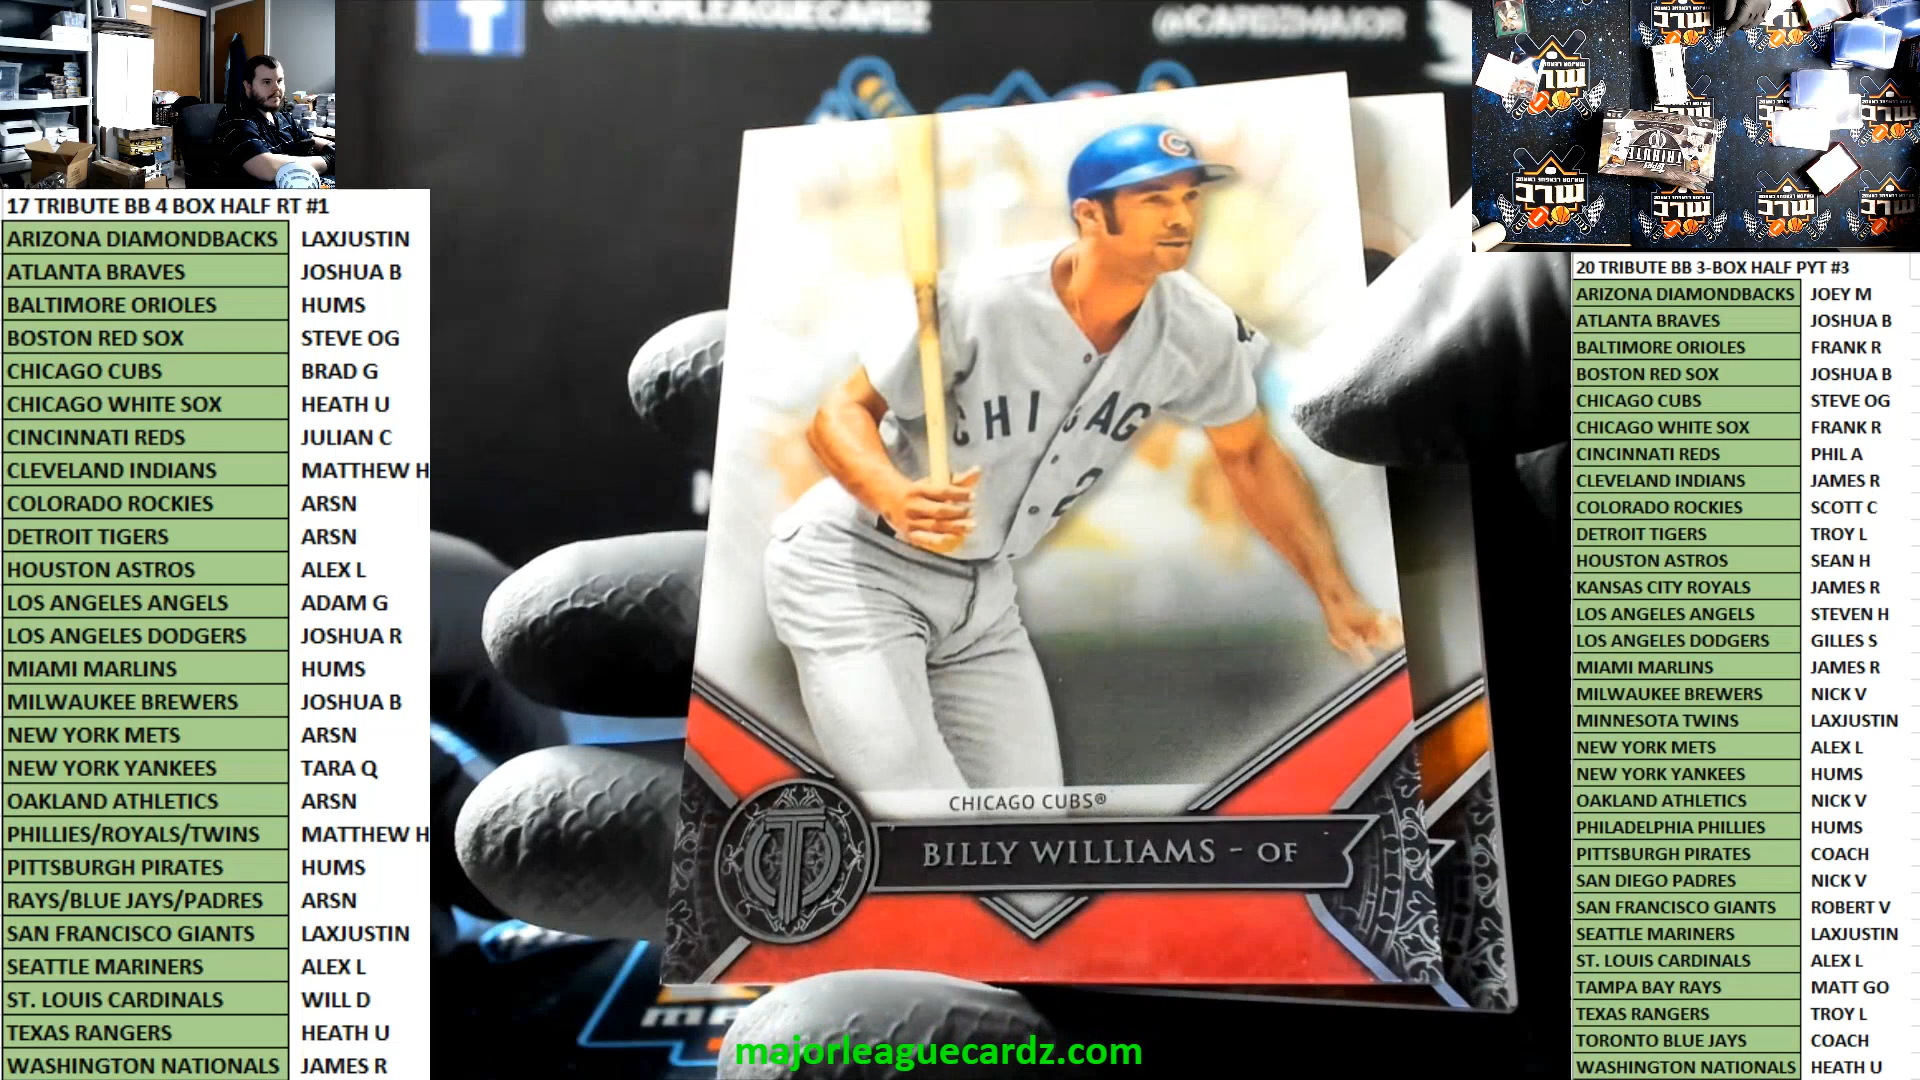 @MAJORLEAGUECARDZ
@CARDZMAJOR
17 TRIBUTE BB 4 BOX HALF RT #1
ARIZONA DIAMONDBACKS LAXJUSTIN
ATLANTA BRAVES JOSHUA B
BALTIMORE ORIOLES HUMS
BOSTON RED SOX STEVE OG
CHICAGO CUBS BRAD G
CHICAGO WHITE SOX HEATH U
CINCINNATI REDS JULIAN C
CLEVELAND INDIANS MATTHEW H
COLORADO ROCKIES ARSN
DETROIT TIGERS ARSN
HOUSTON ASTROS ALEX L
LOS ANGELES ANGELS ADAM G
LOS ANGELES DODGERS JOSHUA R
MIAMI MARLINS HUMS
MILWAUKEE BREWERS JOSHUA B
NEW YORK METS ARSN
NEW YORK YANKEES TARA Q
OAKLAND ATHLETICS ARSN
PHILLIES/ROYALS/TWINS MATTHEW H
PITTSBURGH PIRATES HUMS
RAYS/BLUE JAYS/PADRES ARSN
SAN FRANCISCO GIANTS LAXJUSTIN
SEATTLE MARINERS ALEX L
ST. LOUIS CARDINALS WILL D
TEXAS RANGERS HEATH U
WASHINGTON NATIONALS JAMES R
C
CHICAG
2
CHICAGO CUBS®
BILLY WILLIAMS - OF
majorleaguecardz.com
MLC
TRIBUTE
20 TRIBUTE BB 3-BOX HALF PYT #3
ARIZONA DIAMONDBACKS JOEY M
ATLANTA BRAVES JOSHUA B
BALTIMORE ORIOLES FRANK R
BOSTON RED SOX JOSHUA B
CHICAGO CUBS STEVE OG
CHICAGO WHITE SOX FRANK R
CINCINNATI REDS PHIL A
CLEVELAND INDIANS JAMES R
COLORADO ROCKIES SCOTT C
DETROIT TIGERS TROY L
HOUSTON ASTROS SEAN H
KANSAS CITY ROYALS JAMES R
LOS ANGELES ANGELS STEVEN H
LOS ANGELES DODGERS GILLES S
MIAMI MARLINS JAMES R
MILWAUKEE BREWERS NICK V
MINNESOTA TWINS LAXJUSTIN
NEW YORK METS ALEX L
NEW YORK YANKEES HUMS
OAKLAND ATHLETICS NICK V
PHILADELPHIA PHILLIES HUMS
PITTSBURGH PIRATES COACH
SAN DIEGO PADRES NICK V
SAN FRANCISCO GIANTS ROBERT V
SEATTLE MARINERS LAXJUSTIN
ST. LOUIS CARDINALS ALEX L
TAMPA BAY RAYS MATT GO
TEXAS RANGERS TROY L
TORONTO BLUE JAYS COACH
WASHINGTON NATIONALS HEATH U